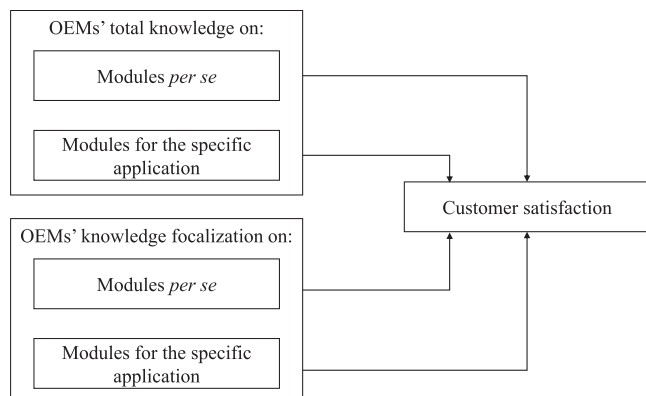 OEMs’ total knowledge on:
Modules per se
Modules for the specific
application
Customer satisfaction
OEMs’ knowledge focalization on:
Modules per se
Modules for the specific
application